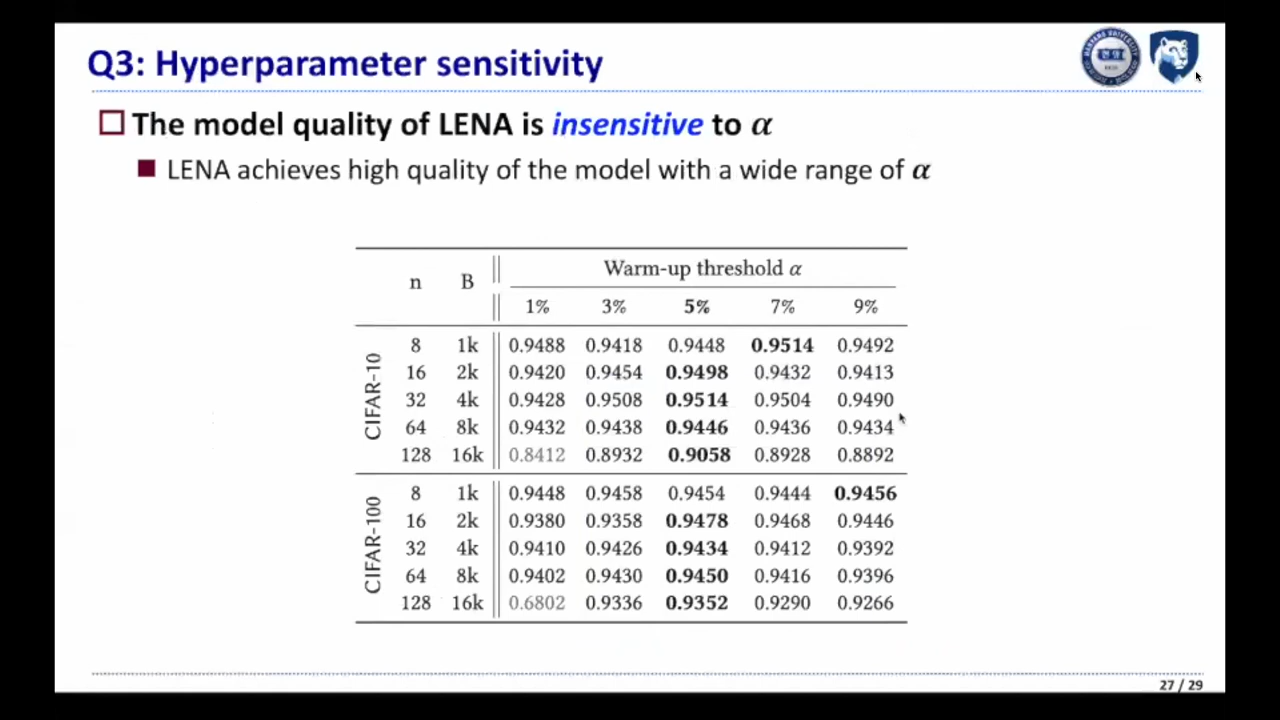 Q3: Hyperparameter sensitivity
The model quality of LENA is insensitive to α
LENA achieves high quality of the model with a wide range of α
n B Warm-up threshold α
1% 3% 5% 7% 9%
CIFAR-10
8 1k 0.9488 0.9418 0.9448 0.9514 0.9492
16 2k 0.9420 0.9454 0.9498 0.9432 0.9413
32 4k 0.9428 0.9508 0.9514 0.9504 0.9490
64 8k 0.9432 0.9438 0.9446 0.9436 0.9434
128 16k 0.8412 0.8932 0.9058 0.8928 0.8892
CIFAR-100
8 1k 0.9448 0.9458 0.9454 0.9444 0.9456
16 2k 0.9380 0.9358 0.9478 0.9468 0.9446
32 4k 0.9410 0.9426 0.9434 0.9412 0.9392
64 8k 0.9402 0.9430 0.9450 0.9416 0.9396
128 16k 0.6802 0.9336 0.9352 0.9290 0.9266
27 / 29